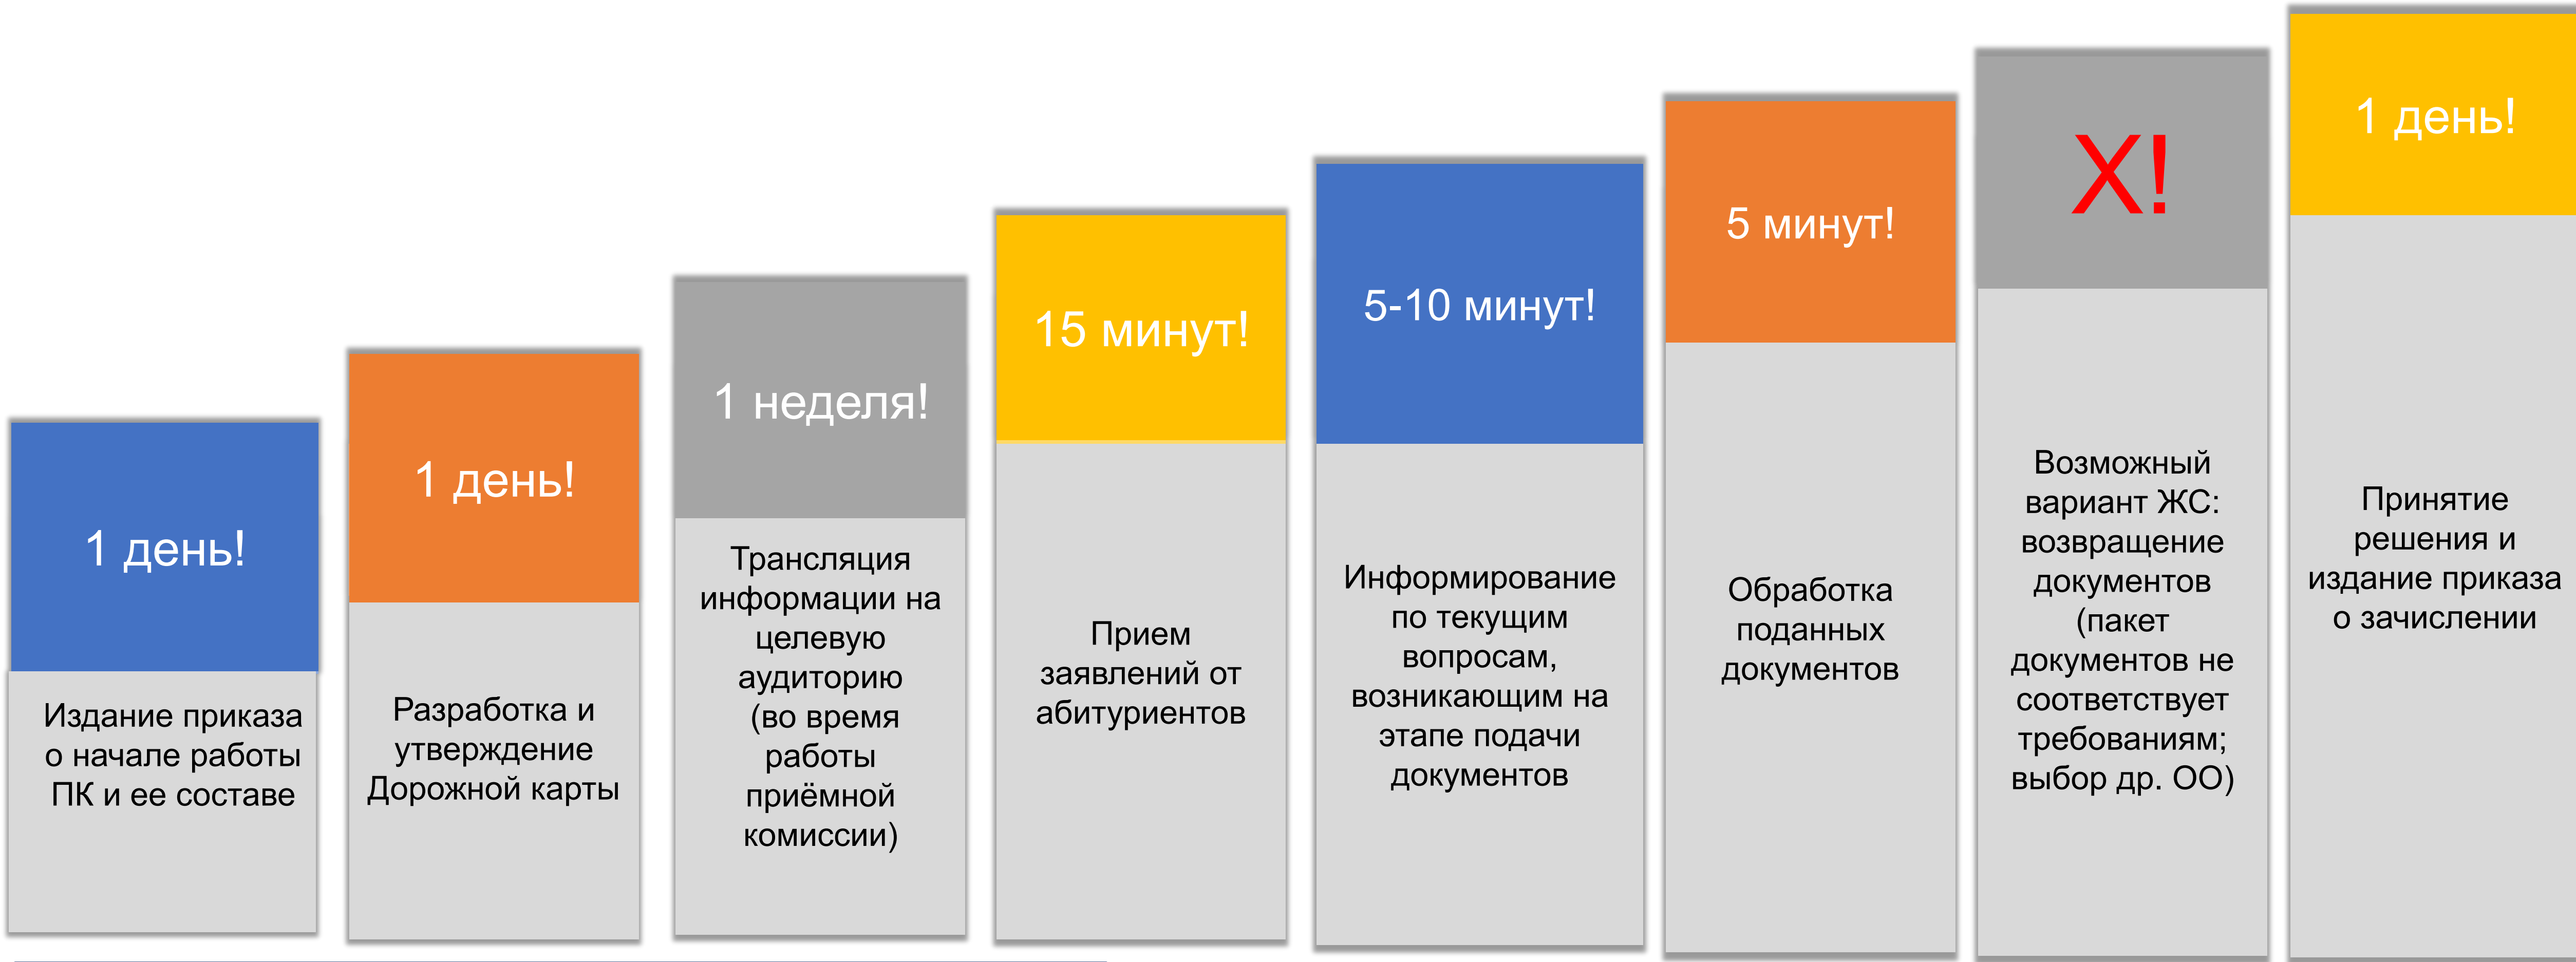 1 день!
Издание приказа
о начале работы
ПК и ее составе
1 день!
Разработка и
утверждение
Дорожной карты
1 неделя!
Трансляция
информации на
целевую
аудиторию
(во время
работы
приёмной
комиссии)
15 минут!
Прием
заявлений от
абитуриентов
5-10 минут!
Информирование
по текущим
вопросам,
возникающим на
этапе подачи
документов
5 минут!
Обработка
поданных
документов
Х!
Возможный
вариант ЖС:
возвращение
документов
(пакет
документов не
соответствует
требованиям;
выбор др. ОО)
1 день!
Принятие
решения и
издание приказа
о зачислении